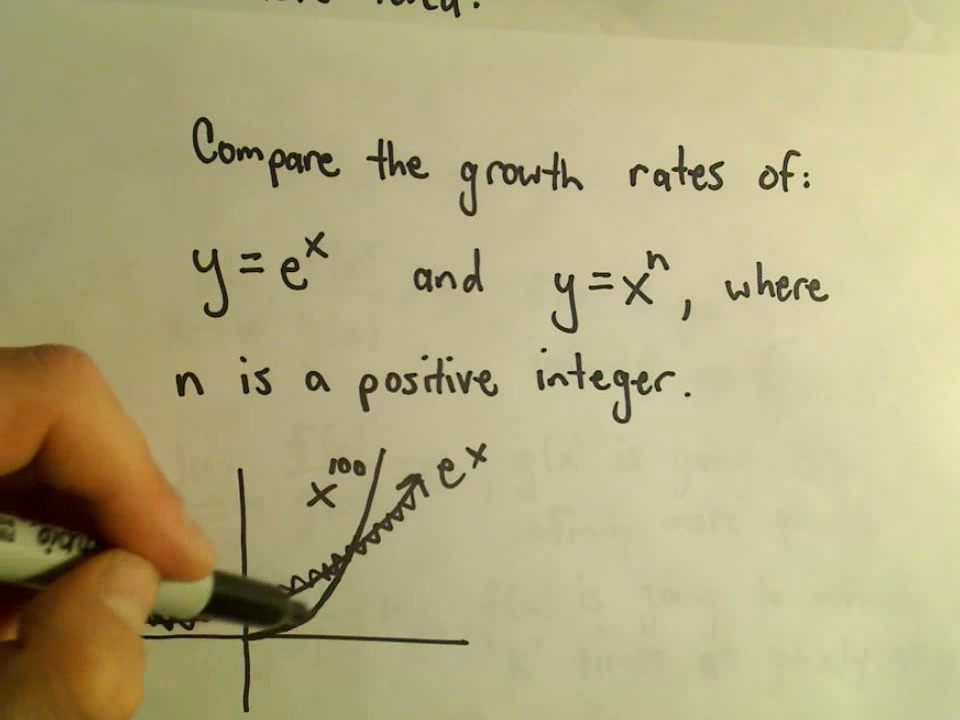 Compare the growth rates of:
y = e^x and y = x^n, where
n is a positive integer.
x^100 e^x